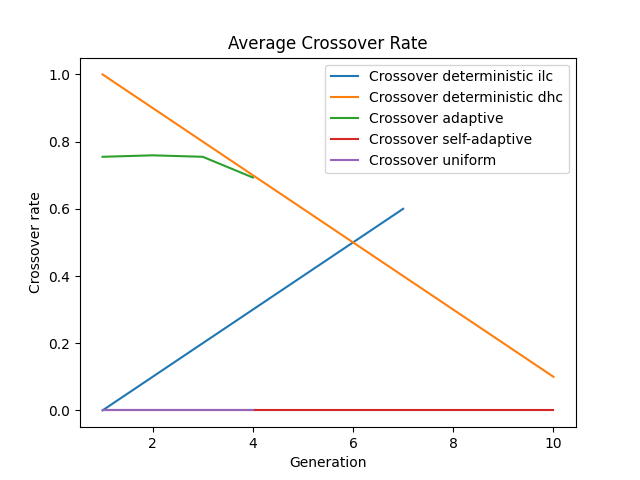 Average Crossover Rate
Crossover deterministic ilc
Crossover deterministic dhc
Crossover adaptive
Crossover self-adaptive
Crossover uniform
Crossover rate
1.0
0.8
0.6
0.4
0.2
0.0
2 4 6 8 10
Generation